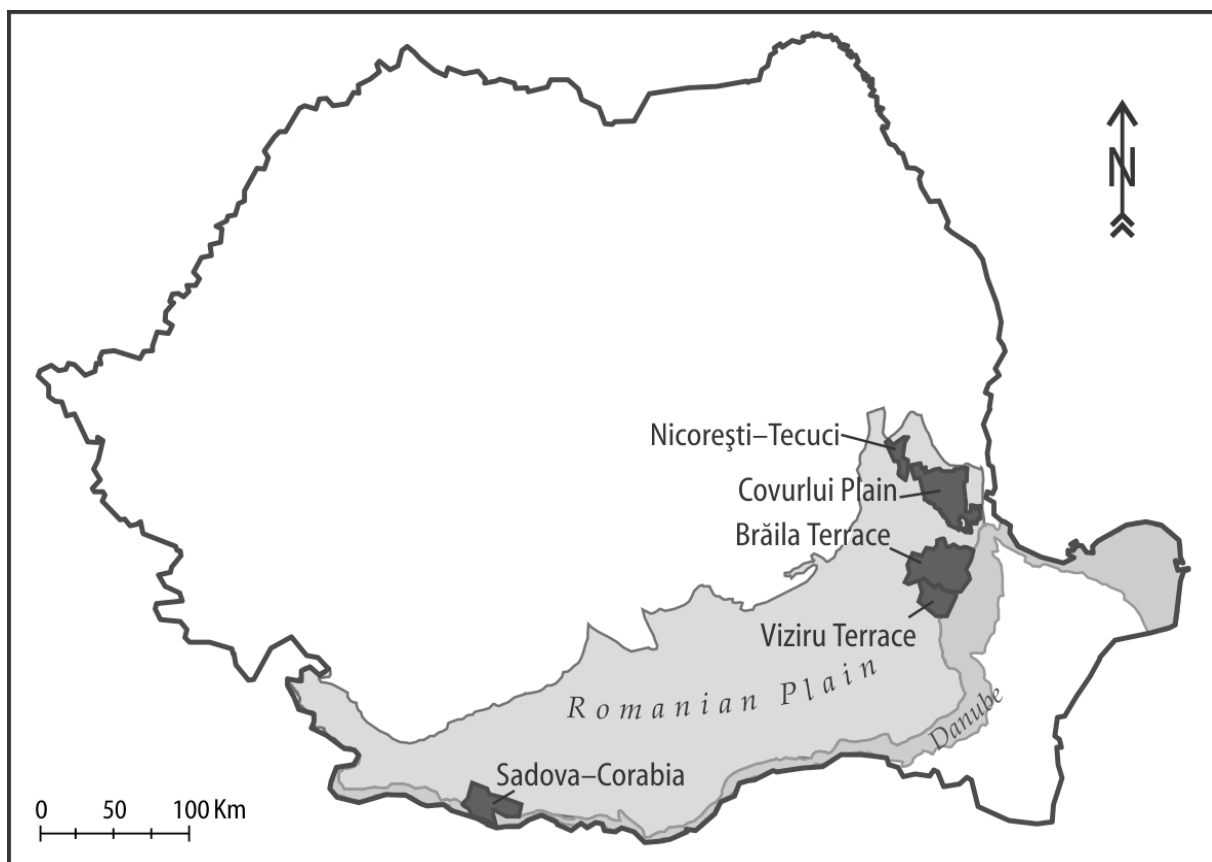 N
Nicoreşti–Tecuci
Covurlui Plain
Brăila Terrace
Viziru Terrace
Romanian Plain
Danube
Sadova–Corabia
0 50 100 Km